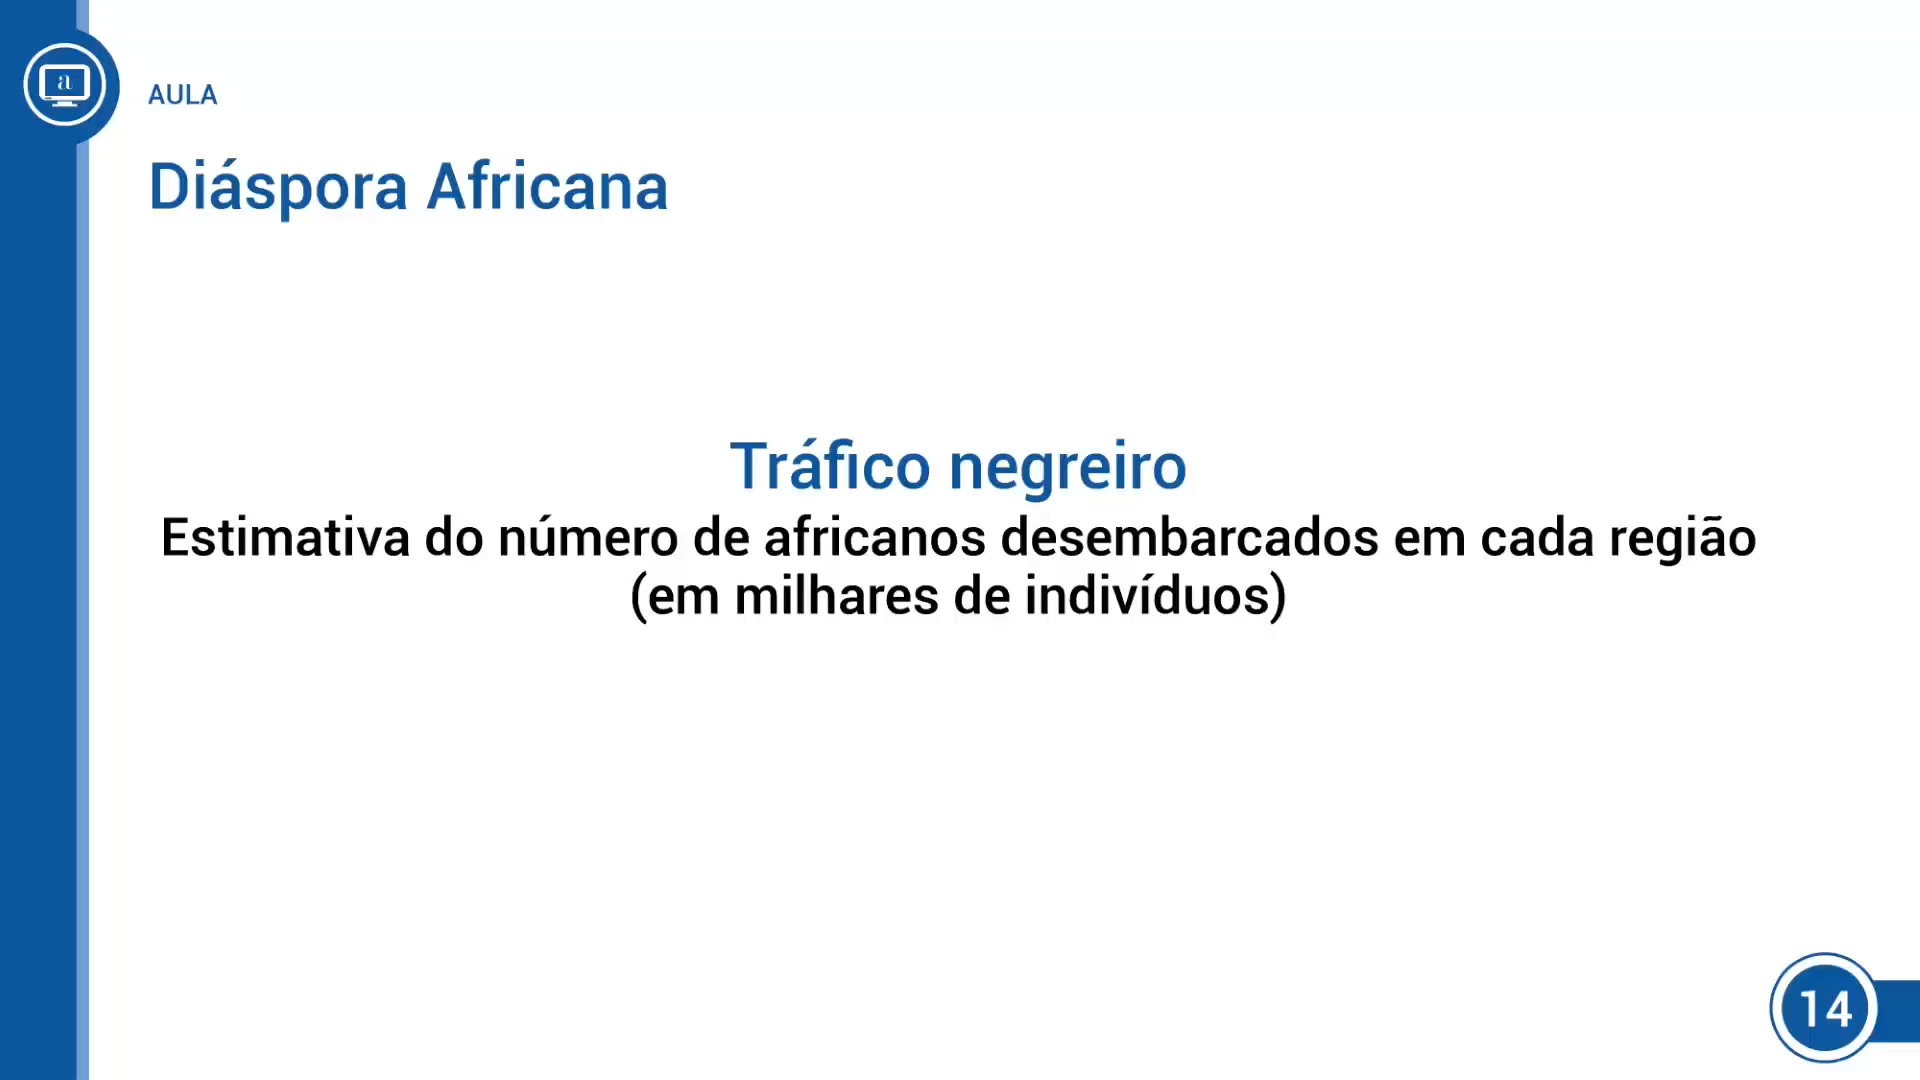 a
AULA
Diáspora Africana
Tráfico negreiro
Estimativa do número de africanos desembarcados em cada região
(em milhares de indivíduos)
14